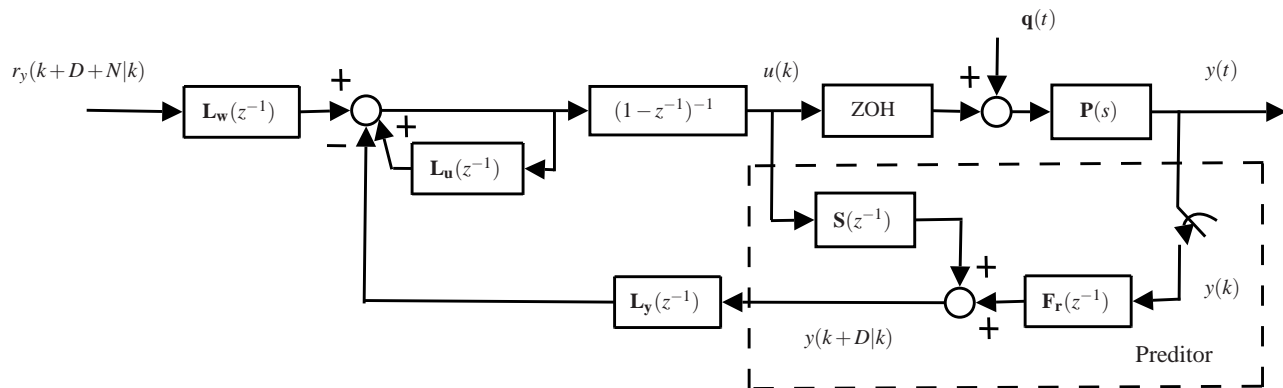 q(t)
r_y(k+D+N|k)
u(k)
y(t)
+
+
L_w(z^{-1})
(1−z^{-1})^{-1}
ZOH
P(s)
+
−
L_u(z^{-1})
S(z^{-1})
+
y(k)
L_y(z^{-1})
F_r(z^{-1})
+
y(k+D|k)
Preditor